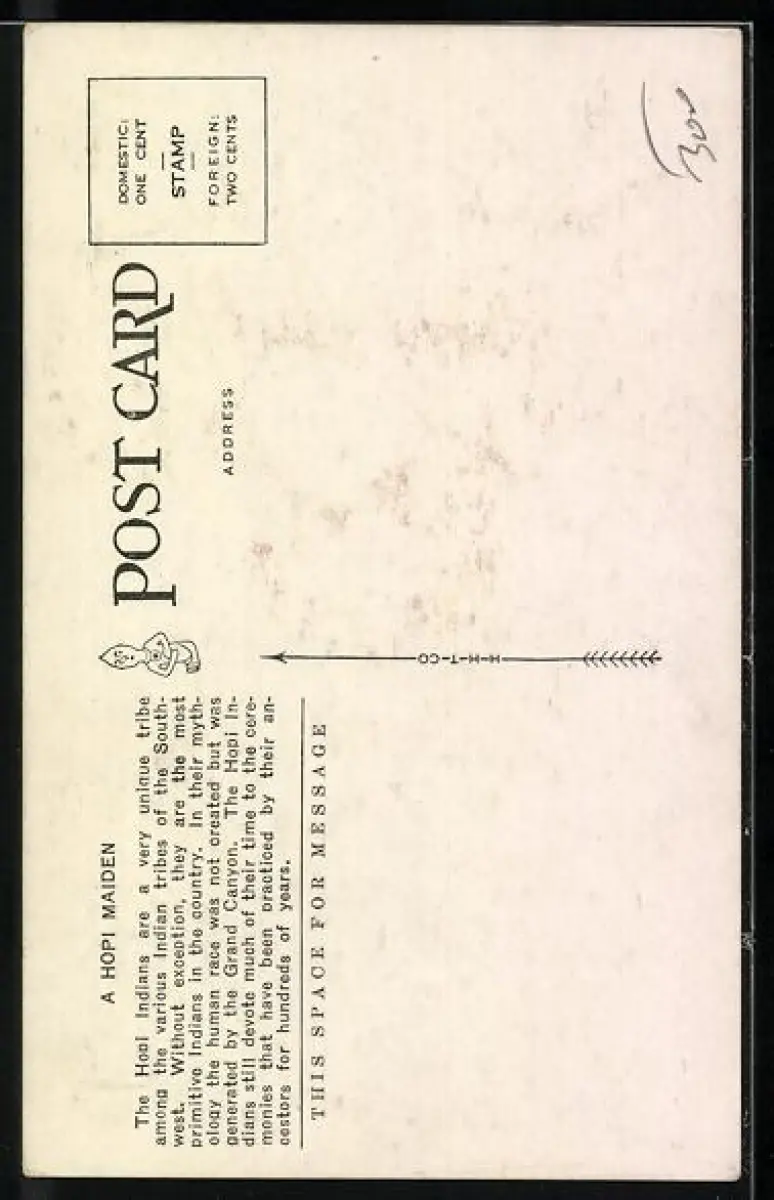 A HOPI MAIDEN
The Hopi Indians are a very unique tribe
among the various Indian tribes of the South-
west. Without exception, they are the most
primitive Indians in the country. In their myth-
ology the human race was not created but was
generated by the Grand Canyon. The Hopi In-
dians still devote much of their time to the cere-
monies that have been practiced by their an-
cestors for hundreds of years.
THIS SPACE FOR MESSAGE
POST CARD
ADDRESS
DOMESTIC:
ONE CENT
STAMP
FOREIGN:
TWO CENTS
H-H-T-CO